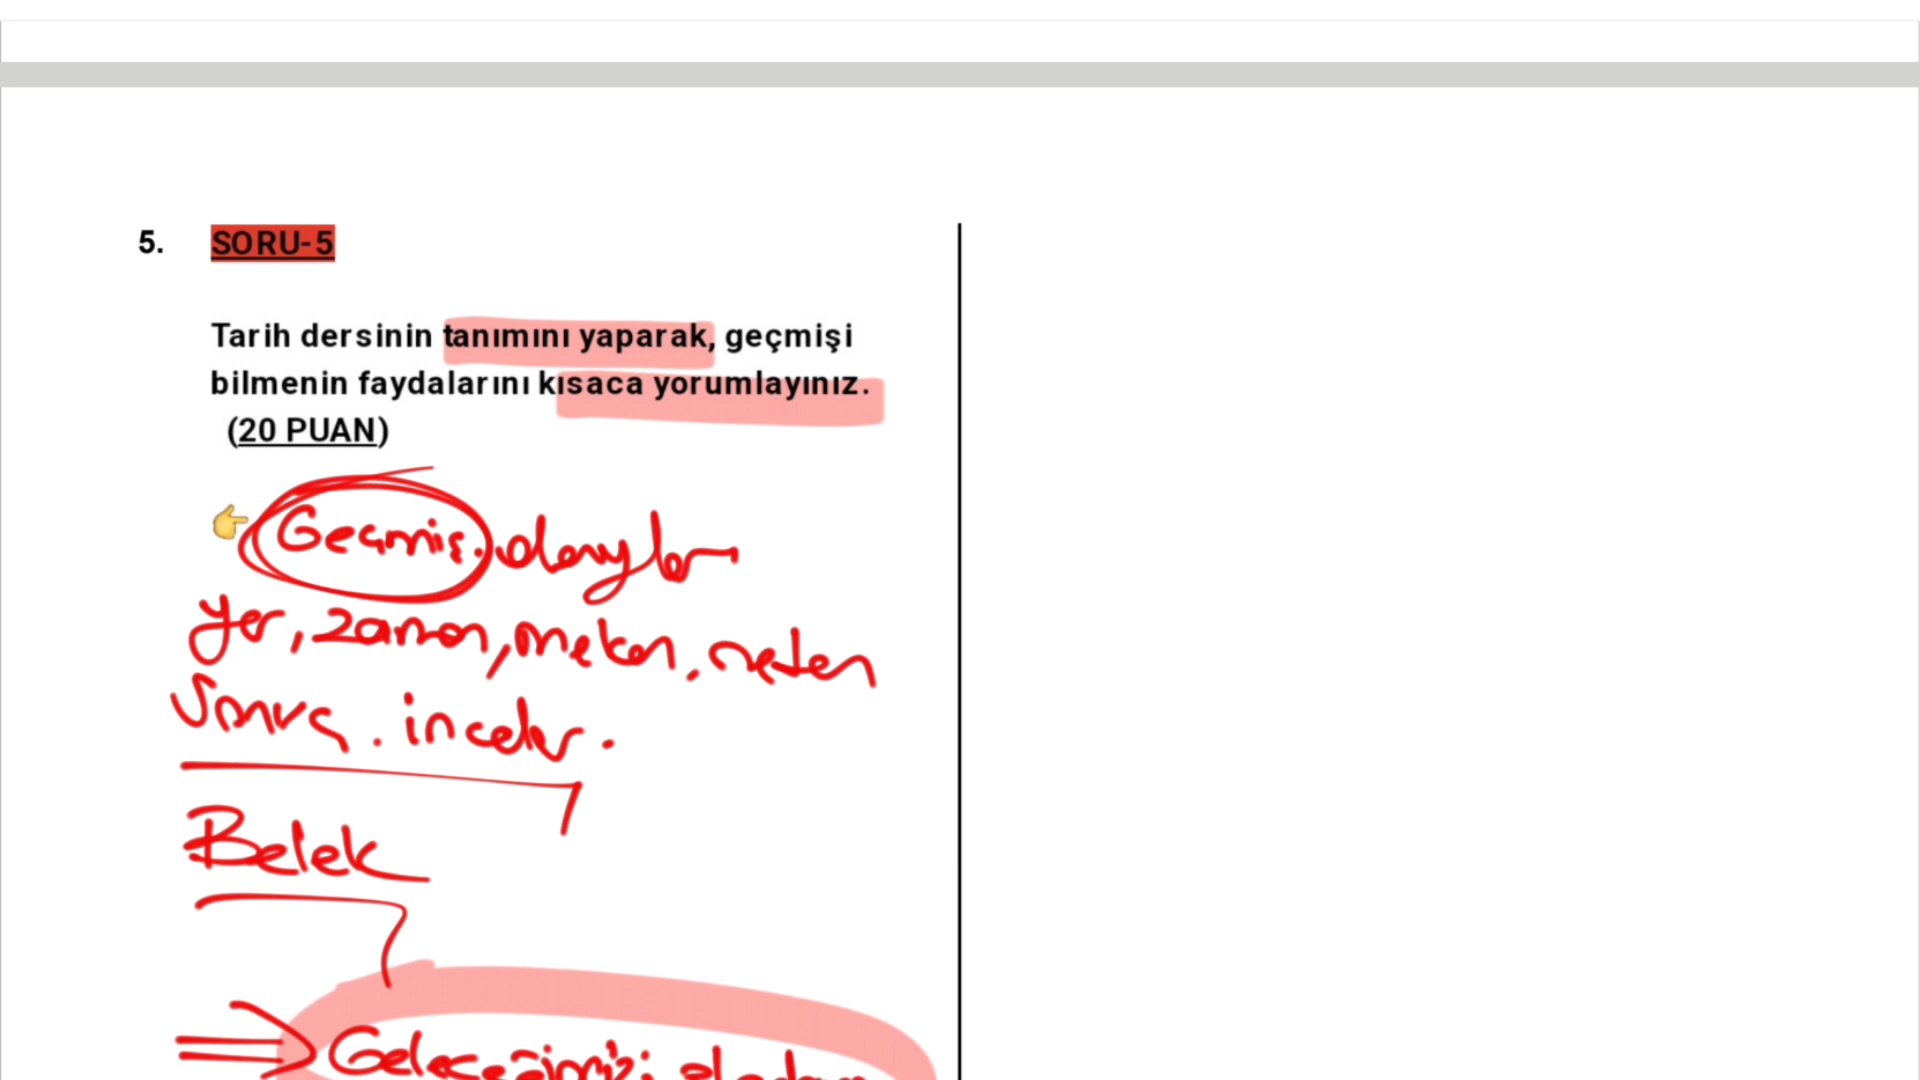 5. SORU-5
Tarih dersinin tanımını yaparak, geçmişi
bilmenin faydalarını kısaca yorumlayınız.
(20 PUAN)
Geçmiş. olaylar
yer, zaman, mekan. neden
Sonuç. inceler.
Belek
Geleceğimizi